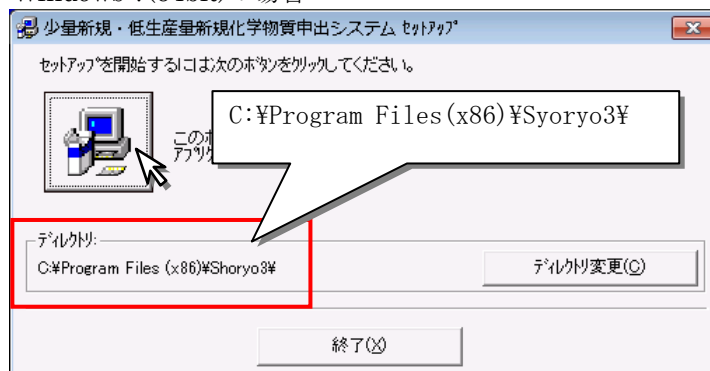 少量新規・低生産量新規化学物質申出システム ｾｯﾄｱｯﾌﾟ
ｾｯﾄｱｯﾌﾟを開始するには次のﾎﾞﾀﾝをｸﾘｯｸしてください。
C:¥Program Files(x86)¥Syoryo3¥
ﾃﾞｨﾚｸﾄﾘ:
C:¥Program Files (x86)¥Shoryo3¥
ﾃﾞｨﾚｸﾄﾘ変更(C)
終了(X)